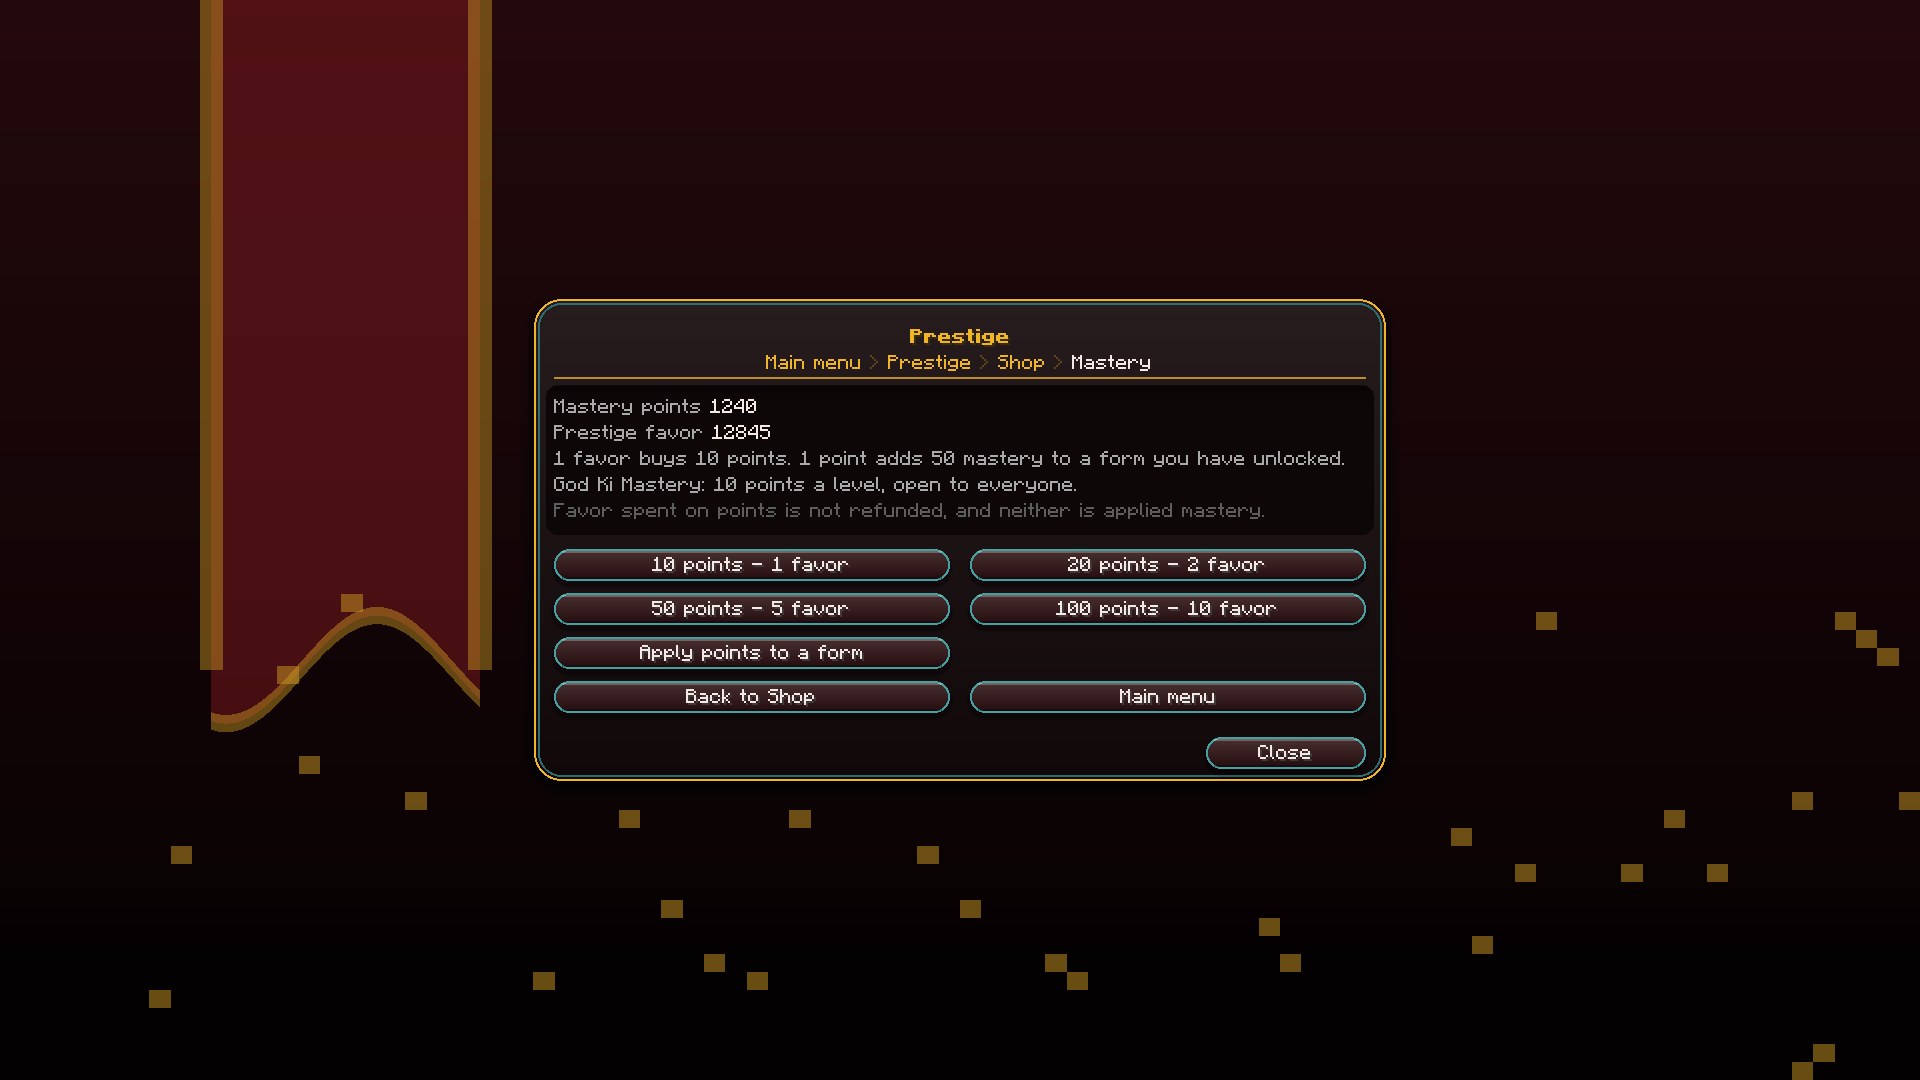 Prestige
Main menu > Prestige > Shop > Mastery
Mastery points 1240
Prestige favor 12845
1 favor buys 10 points. 1 point adds 50 mastery to a form you have unlocked.
God Ki Mastery: 10 points a level, open to everyone.
Favor spent on points is not refunded, and neither is applied mastery.
10 points - 1 favor
20 points - 2 favor
50 points - 5 favor
100 points - 10 favor
Apply points to a form
Back to Shop
Main menu
Close